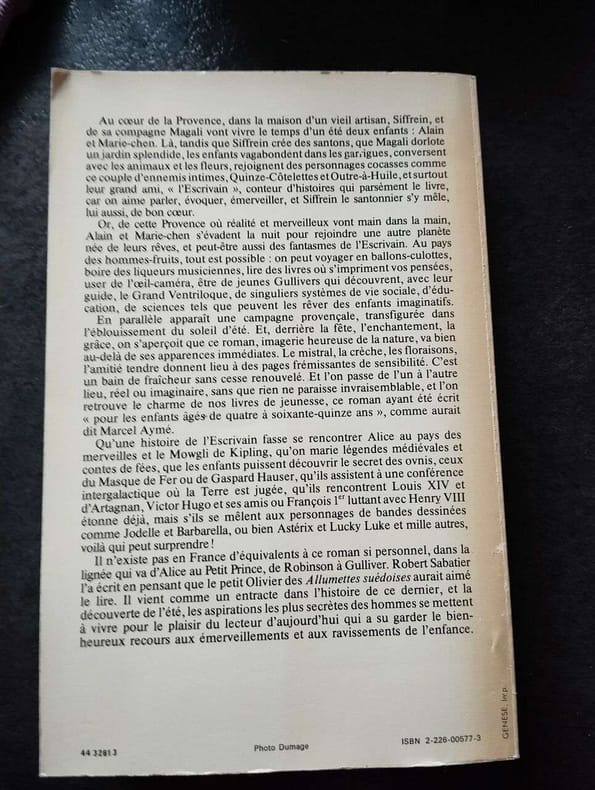 Au cœur de la Provence, dans la maison d'un vieil artisan, Siffrein, et
de sa compagne Magali vont vivre le temps d'un été deux enfants : Alain
et Marie-chen. Là, tandis que Siffrein crée des santons, que Magali dorlote
un jardin splendide, les enfants vagabondent dans les garrigues, conversent
avec les animaux et les fleurs, rejoignent des personnages cocasses comme
ce couple d'ennemis intimes, Quinze-Côtelettes et Outre-à-Huile, et surtout
leur grand ami, « l'Escrivain », conteur d'histoires qui parsèment le livre,
car on aime parler, évoquer, émerveiller, et Siffrein le santonnier s'y mêle,
lui aussi, de bon cœur.
Or, de cette Provence où réalité et merveilleux vont main dans la main,
Alain et Marie-chen s'évadent la nuit pour rejoindre une autre planète
née de leurs rêves, et peut-être aussi des fantasmes de l'Escrivain. Au pays
des hommes-fruits, tout est possible : on peut voyager en ballons-culottes,
boire des liqueurs musiciennes, lire des livres où s'impriment vos pensées,
user de l'œil-caméra, être de jeunes Gullivers qui découvrent, avec leur
guide, le Grand Ventriloque, de singuliers systèmes de vie sociale, d'édu-
cation, de sciences tels que peuvent les rêver des enfants imaginatifs.
En parallèle apparaît une campagne provençale, transfigurée dans
l'éblouissement du soleil d'été. Et, derrière la fête, l'enchantement, la
grâce, on s'aperçoit que ce roman, imagerie heureuse de la nature, va bien
au-delà de ses apparences immédiates. Le mistral, la crèche, les floraisons,
l'amitié tendre donnent lieu à des pages frémissantes de sensibilité. C'est
un bain de fraîcheur sans cesse renouvelé. Et l'on passe de l'un à l'autre
lieu, réel ou imaginaire, sans que rien ne paraisse invraisemblable, et l'on
retrouve le charme de nos livres de jeunesse, ce roman ayant été écrit
« pour les enfants âgés de quatre à soixante-quinze ans », comme aurait
dit Marcel Aymé.
Qu'une histoire de l'Escrivain fasse se rencontrer Alice au pays des
merveilles et le Mowgli de Kipling, qu'on marie légendes médiévales et
contes de fées, que les enfants puissent découvrir le secret des ovnis, ceux
du Masque de Fer ou de Gaspard Hauser, qu'ils assistent à une conférence
intergalactique où la Terre est jugée, qu'ils rencontrent Louis XIV et
d'Artagnan, Victor Hugo et ses amis ou François 1er luttant avec Henry VIII
étonne déjà, mais s'ils se mêlent aux personnages de bandes dessinées
comme Jodelle et Barbarella, ou bien Astérix et Lucky Luke et mille autres,
voilà qui peut surprendre !
Il n'existe pas en France d'équivalents à ce roman si personnel, dans la
lignée qui va d'Alice au Petit Prince, de Robinson à Gulliver. Robert Sabatier
l'a écrit en pensant que le petit Olivier des Allumettes suédoises aurait aimé
le lire. Il vient comme un entracte dans l'histoire de ce dernier, et la
découverte de l'été, les aspirations les plus secrètes des hommes se mettent
à vivre pour le plaisir du lecteur d'aujourd'hui qui a su garder le bien-
heureux recours aux émerveillements et aux ravissements de l'enfance.
44 3281 3
Photo Dumage
ISBN 2-226-00577-3
GENESE, Imp.